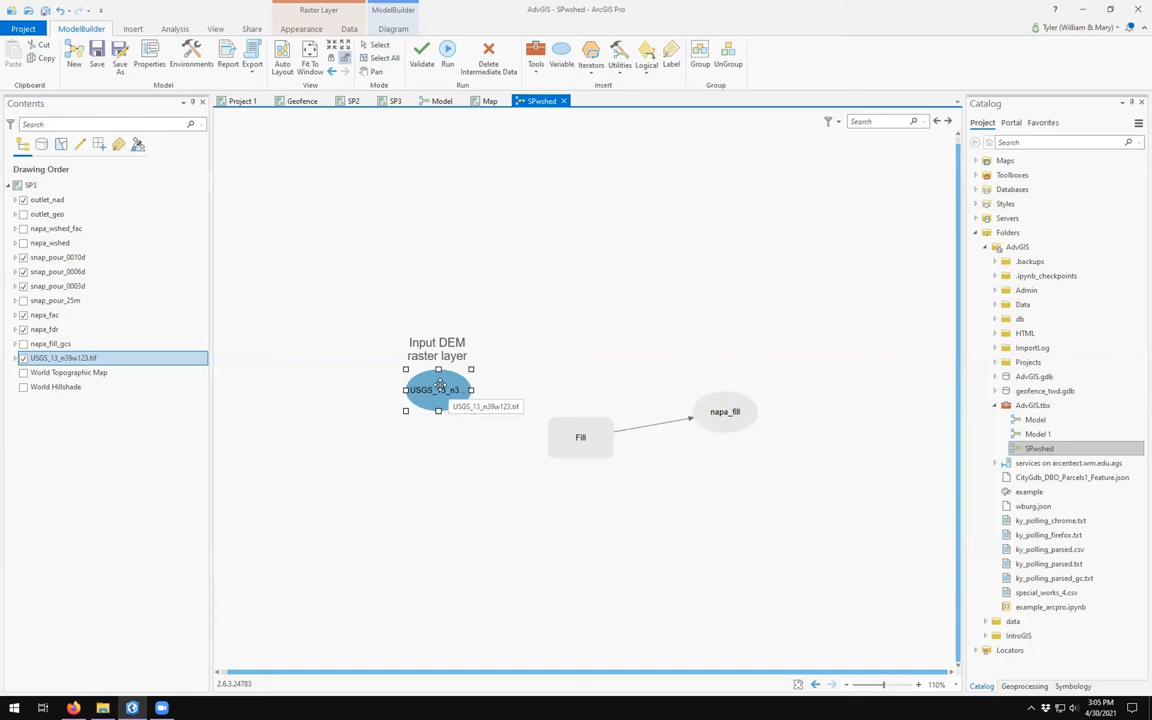 Raster Layer
ModelBuilder
AdvGIS - SPwshed - ArcGIS Pro
?
Project
ModelBuilder
Insert
Analysis
View
Share
Appearance
Data
Diagram
Tyler (William & Mary)
Paste
Cut
Copy
New
Save
Save As
Properties
Environments
Report
Export
Auto Layout
Fit To Window
Select
Select All
Pan
Validate
Run
Delete Intermediate Data
Tools
Variable
Iterators
Utilities
Logical
Label
Group
UnGroup
Clipboard
Model
View
Mode
Run
Insert
Group
Contents
Search
Drawing Order
SP3
outlet_nad
outlet_geo
napa_wshed_fac
napa_wshed
snap_pour_0010d
snap_pour_0006d
snap_pour_0003d
snap_pour_25m
napa_fac
napa_fdr
napa_fill_gcs
USGS_13_n39w123.tif
World Topographic Map
World Hillshade
Project 1
Geofence
SP2
SP3
Model
Map
SPwshed
Search
Input DEM
raster layer
USGS_13_n3...
USGS_13_n39w123.tif
Fill
napa_fill
2.6.3.24783
110%
Catalog
Project
Portal
Favorites
Search
Maps
Toolboxes
Databases
Styles
Servers
Folders
AdvGIS
.backups
.ipynb_checkpoints
Admin
Data
db
HTML
ImportLog
Projects
AdvGIS.gdb
geofence_twd.gdb
AdvGIS.tbx
Model
Model 1
SPwshed
services on arcentext.wm.edu.ags
CityGdb_DBO_Parcels1_Feature.json
example
wburg.json
ky_polling_chrome.txt
ky_polling_firefox.txt
ky_polling_parsed.csv
ky_polling_parsed.txt
ky_polling_parsed_gc.txt
special_works_4.csv
example_arcpro.ipynb
data
IntroGIS
Locators
Catalog
Geoprocessing
Symbology
3:05 PM
4/30/2021